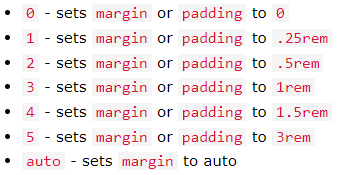 0 - sets margin or padding to 0
1 - sets margin or padding to .25rem
2 - sets margin or padding to .5rem
3 - sets margin or padding to 1rem
4 - sets margin or padding to 1.5rem
5 - sets margin or padding to 3rem
auto - sets margin to auto